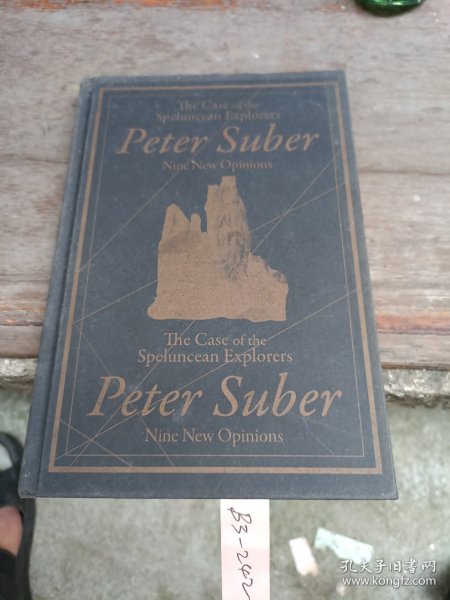 The Case of the
Speluncean Explorers
Peter Suber
Nine New Opinions
The Case of the
Speluncean Explorers
Peter Suber
Nine New Opinions
B3-242
孔夫子旧书网
www.kongfz.com